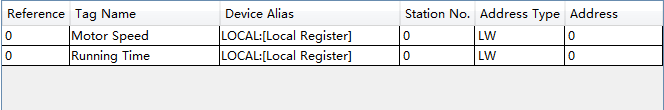 Reference Tag Name Device Alias Station No. Address Type Address
0 Motor Speed LOCAL:[Local Register] 0 LW 0
0 Running Time LOCAL:[Local Register] 0 LW 0